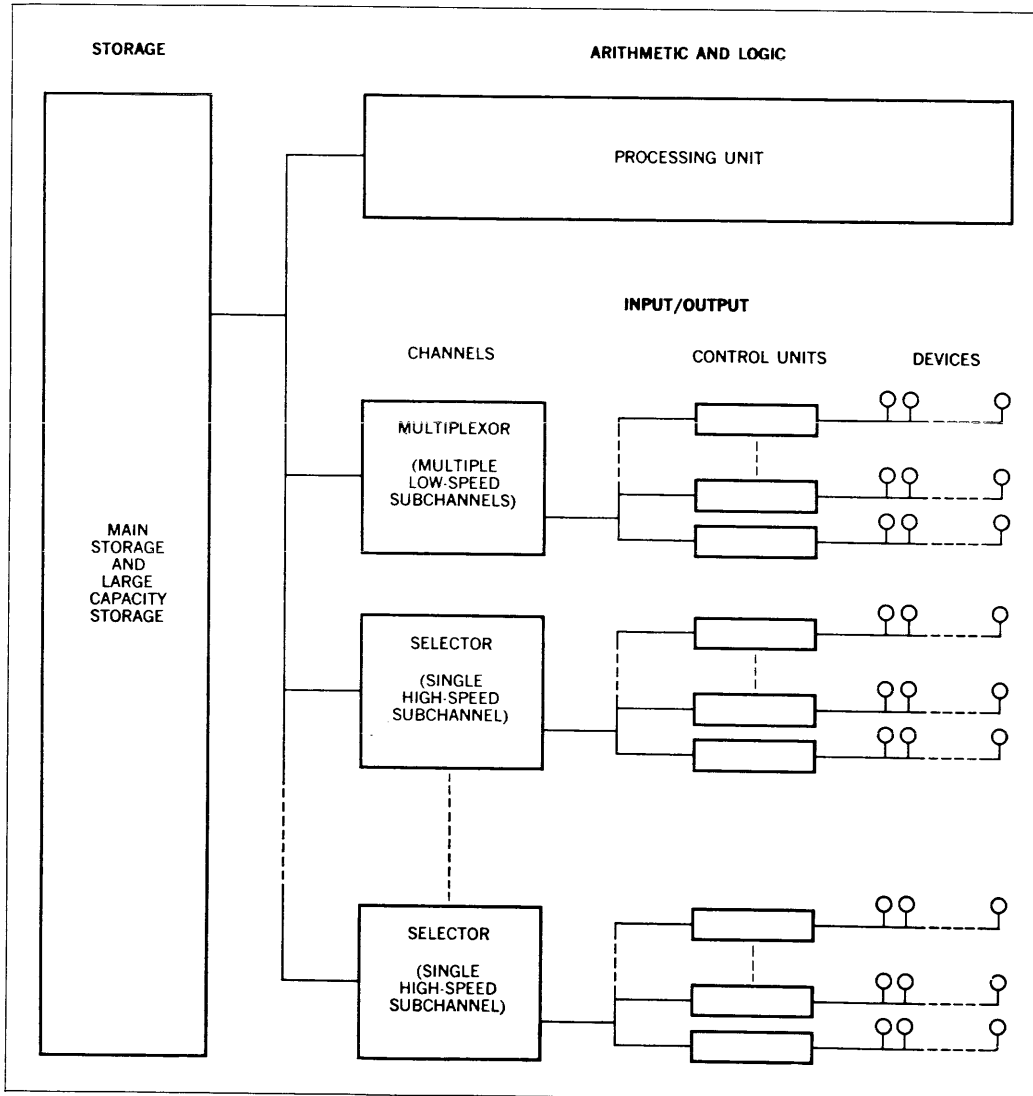 STORAGE
ARITHMETIC AND LOGIC
PROCESSING UNIT
INPUT/OUTPUT
CHANNELS
CONTROL UNITS
DEVICES
MULTIPLEXOR
(MULTIPLE
LOW-SPEED
SUBCHANNELS)
MAIN
STORAGE
AND
LARGE
CAPACITY
STORAGE
SELECTOR
(SINGLE
HIGH-SPEED
SUBCHANNEL)
SELECTOR
(SINGLE
HIGH-SPEED
SUBCHANNEL)